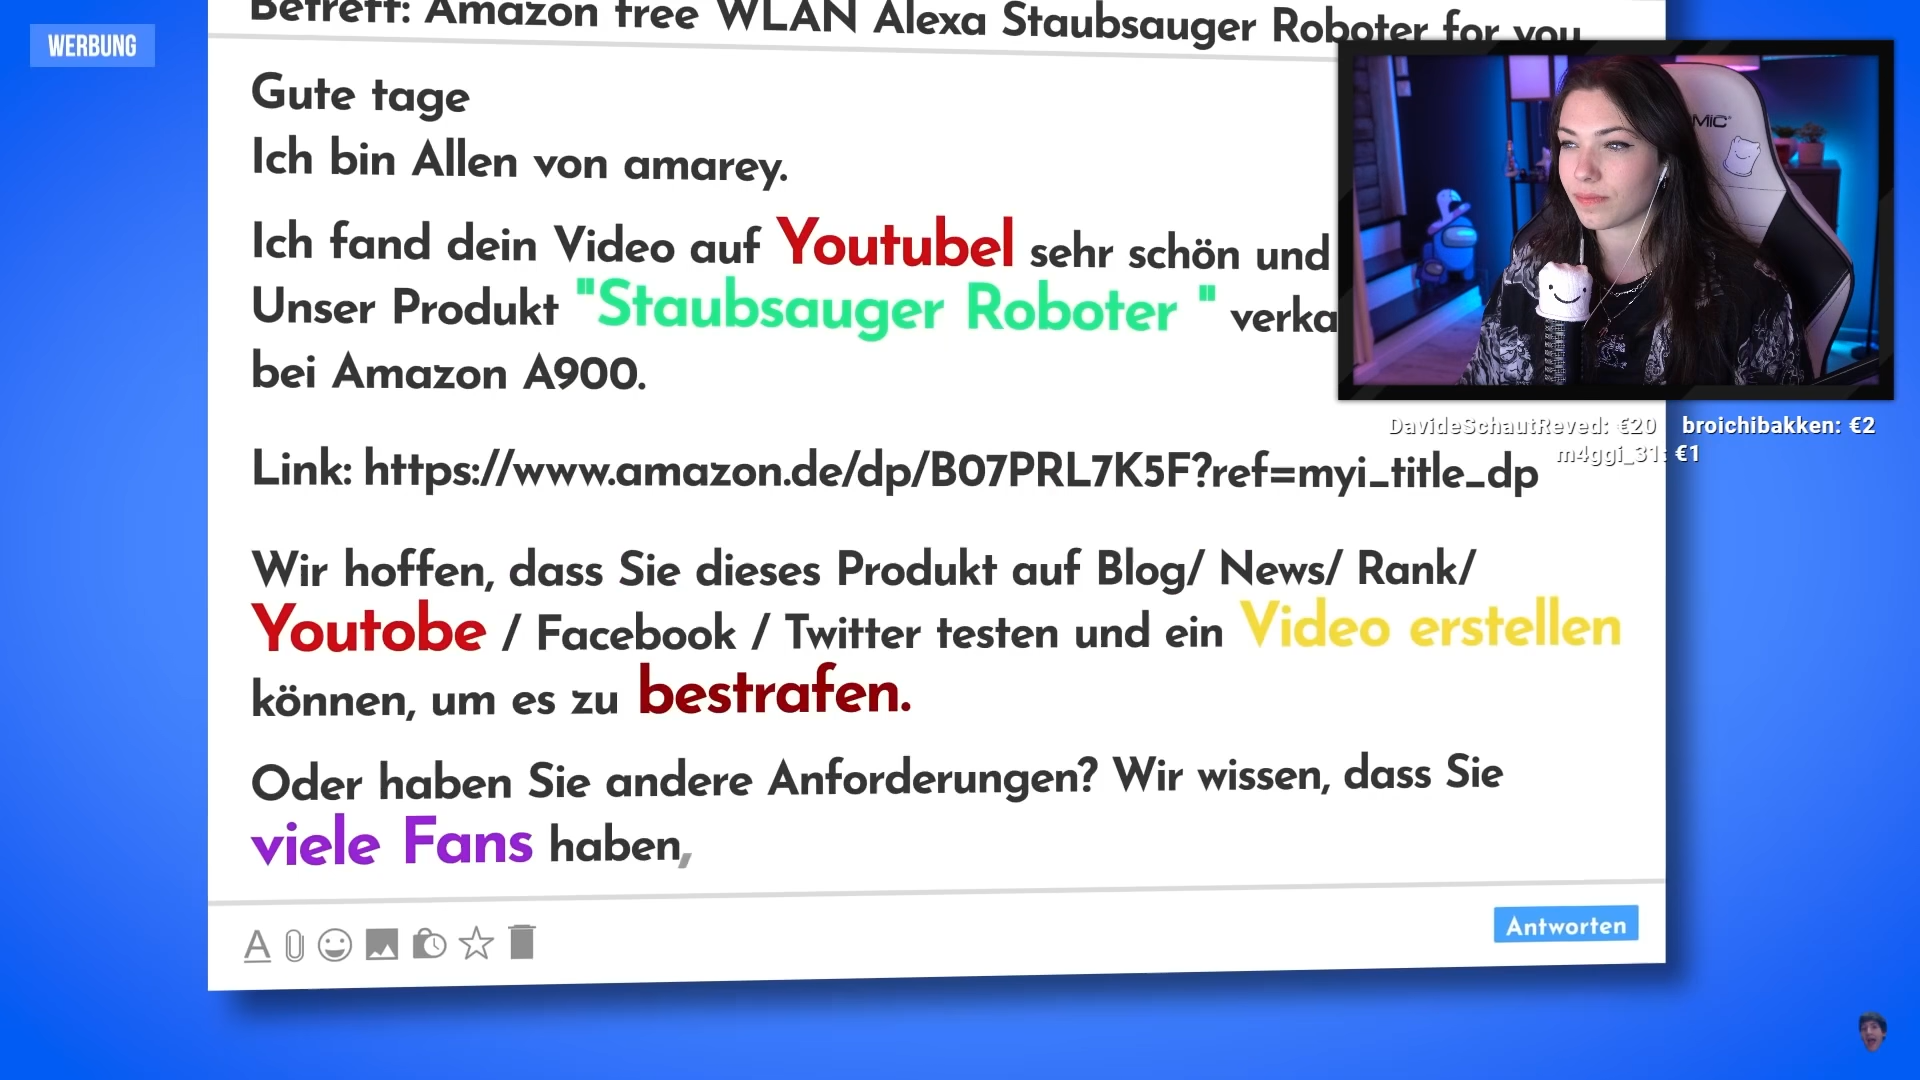 Betreff: Amazon free WLAN Alexa Staubsauger Roboter for you
WERBUNG
Gute tage
Ich bin Allen von amarey.
MIC
Ich fand dein Video auf Youtubel sehr schön und
Unser Produkt "Staubsauger Roboter " verka
bei Amazon A900.
DavideSchautReved: €20 broichibakken: €2
m4ggi_31: €1
Link: https://www.amazon.de/dp/B07PRL7K5F?ref=myi_title_dp
Wir hoffen, dass Sie dieses Produkt auf Blog/ News/ Rank/
Youtobe / Facebook / Twitter testen und ein Video erstellen
können, um es zu bestrafen.
Oder haben Sie andere Anforderungen? Wir wissen, dass Sie
viele Fans haben,
A
Antworten